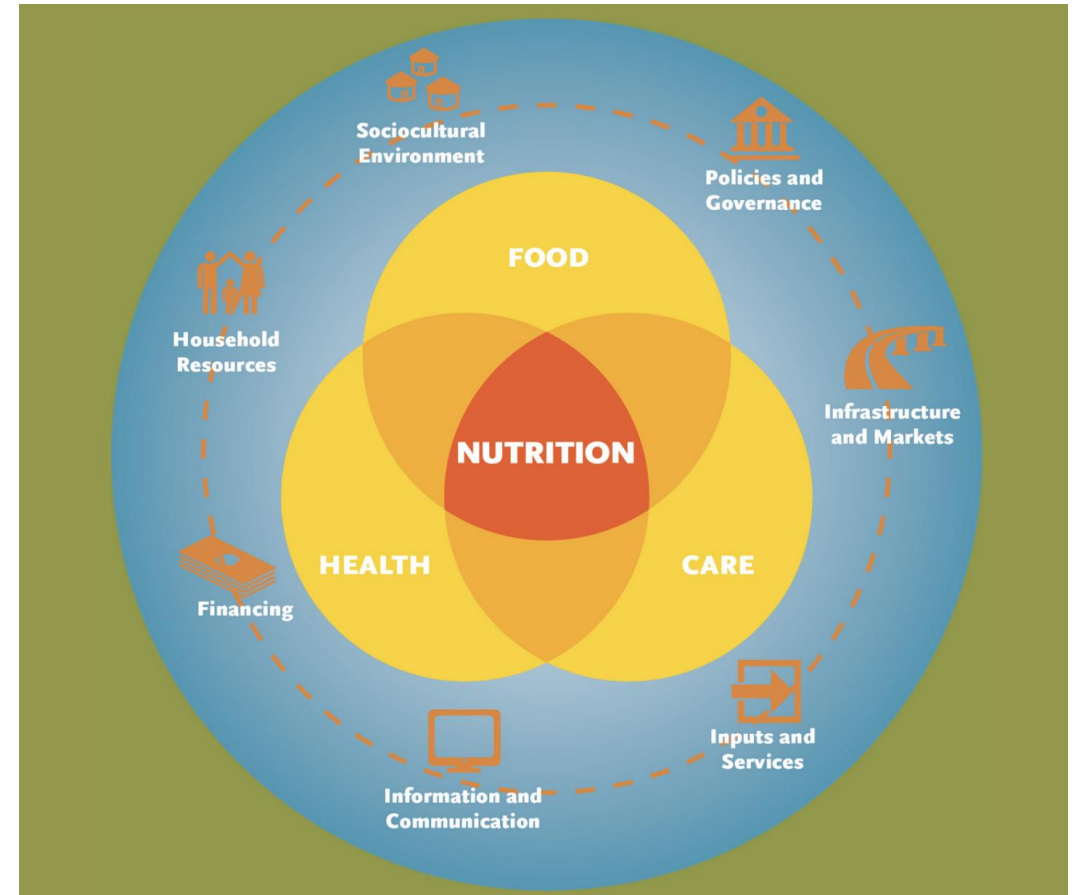 Sociocultural
Environment
Policies and
Governance
FOOD
Household
Resources
Infrastructure
and Markets
NUTRITION
HEALTH
CARE
Financing
Inputs and
Services
Information and
Communication